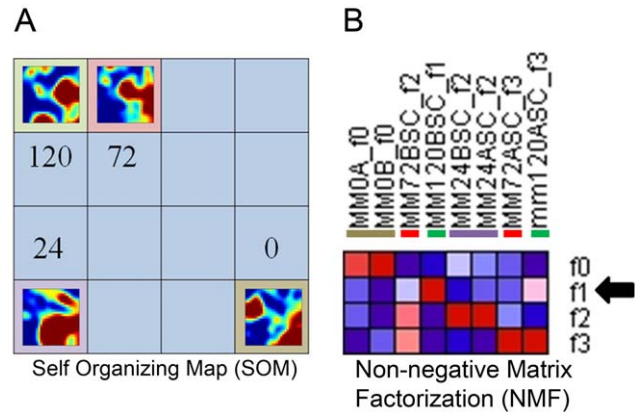 A
120 72
24 0
Self Organizing Map (SOM)
B
MM0A_f0
MM0B_f0
MM72BSC_f2
MM120BSC_f1
MM24BSC_f2
MM24ASC_f2
MM72ASC_f3
mm120ASC_f3
f0
f1
f2
f3
Non-negative Matrix
Factorization (NMF)